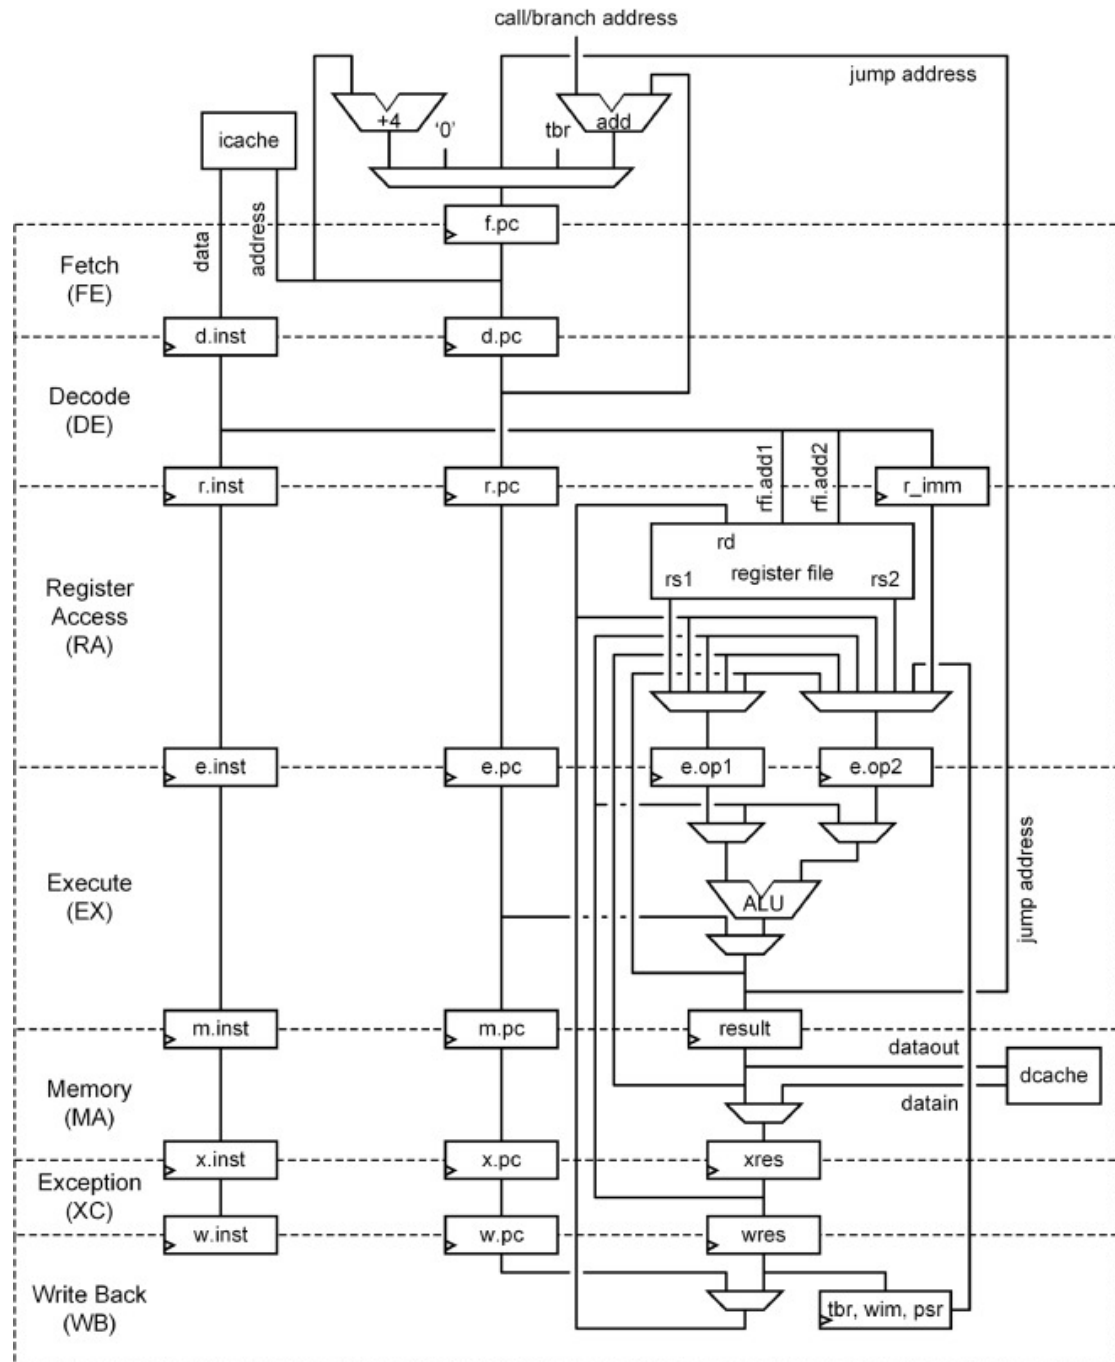 call/branch address
jump address
+4
'0'
tbr
add
icache
data
address
f.pc
Fetch
(FE)
d.inst
d.pc
Decode
(DE)
rfi.add1
rfi.add2
r.inst
r.pc
r_imm
rd
rs1
register file
rs2
Register
Access
(RA)
e.inst
e.pc
e.op1
e.op2
Execute
(EX)
ALU
jump address
m.inst
m.pc
result
dataout
dcache
datain
Memory
(MA)
x.inst
x.pc
xres
Exception
(XC)
w.inst
w.pc
wres
Write Back
(WB)
tbr, wim, psr